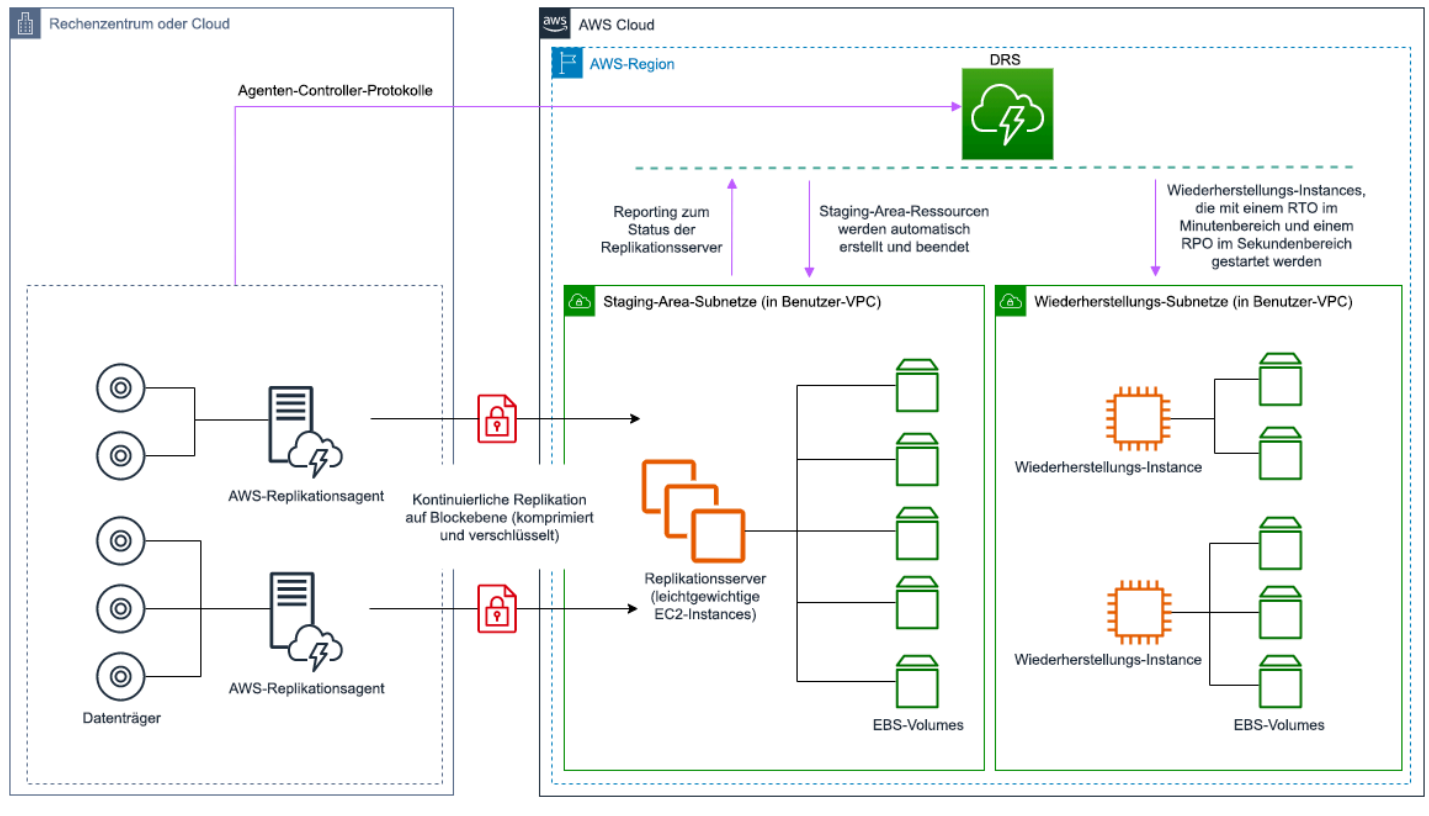 Rechenzentrum oder Cloud
aws
AWS Cloud
AWS-Region
DRS
Agenten-Controller-Protokolle
Reporting zum
Status der
Replikationsserver
Staging-Area-Ressourcen
werden automatisch
erstellt und beendet
Wiederherstellungs-Instances,
die mit einem RTO im
Minutenbereich und einem
RPO im Sekundenbereich
gestartet werden
Staging-Area-Subnetze (in Benutzer-VPC)
Wiederherstellungs-Subnetze (in Benutzer-VPC)
AWS-Replikationsagent
Kontinuierliche Replikation
auf Blockebene (komprimiert
und verschlüsselt)
AWS-Replikationsagent
Datenträger
Replikationsserver
(leichtgewichtige
EC2-Instances)
EBS-Volumes
Wiederherstellungs-Instance
Wiederherstellungs-Instance
EBS-Volumes